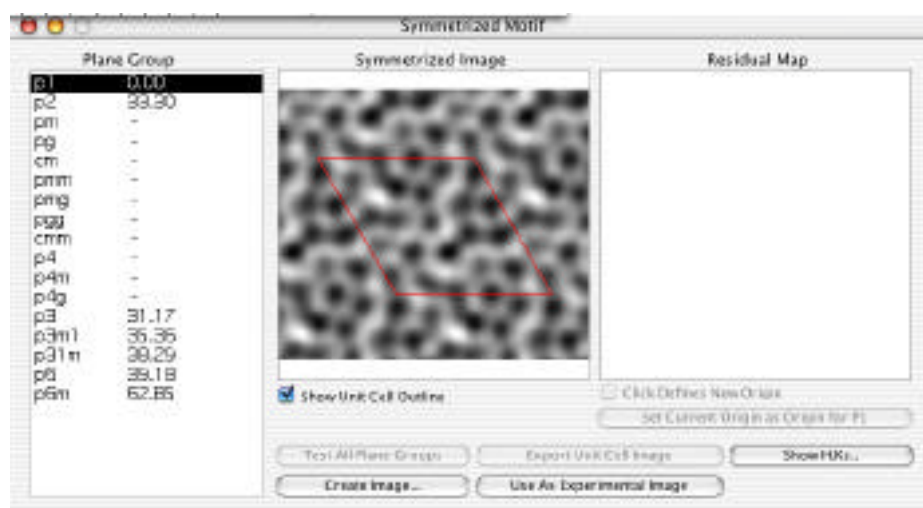 Symmetrized Motif
Plane Group
Symmetrized Image
Residual Map
p1 0.00
p2 33.30
pm -
pg -
cm -
pmm -
pmg -
pgg -
cmm -
p4 -
p4m -
p4g -
p3 31.17
p3m1 35.36
p31m 38.29
p6 39.18
p6m 62.85
Show Unit Cell Outline
Click Defines New Origin
Set Current Origin as Origin for P1
Test All Plane Groups
Export Unit Cell Image
Show HKs...
Create Image...
Use As Experimental Image